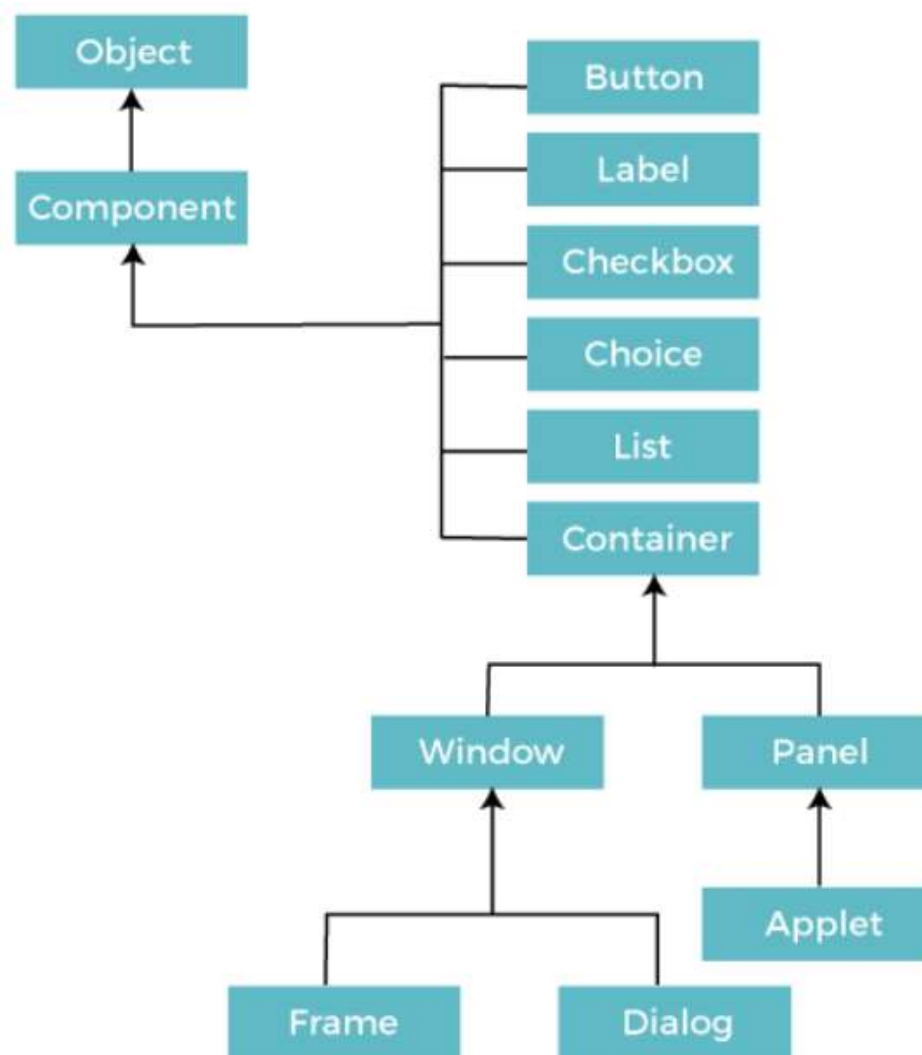 Object
Component
Button
Label
Checkbox
Choice
List
Container
Window
Panel
Applet
Frame
Dialog